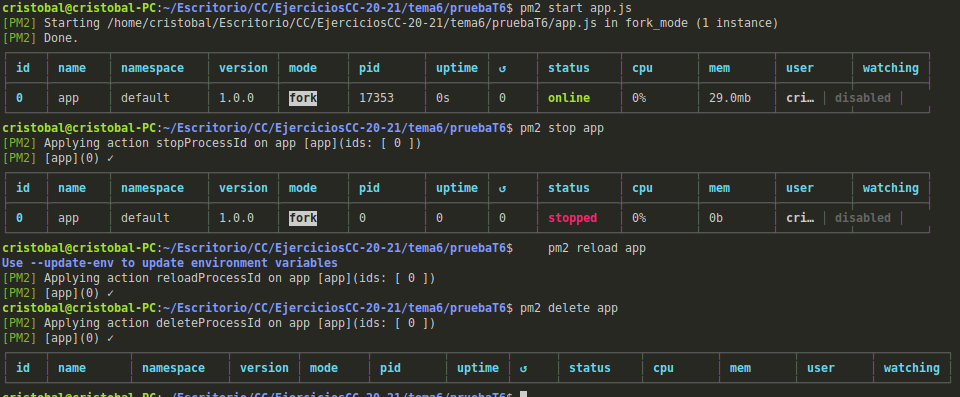 cristobal@cristobal-PC:~/Escritorio/CC/EjerciciosCC-20-21/tema6/pruebaT6$ pm2 start app.js
[PM2] Starting /home/cristobal/Escritorio/CC/EjerciciosCC-20-21/tema6/pruebaT6/app.js in fork_mode (1 instance)
[PM2] Done.
id name namespace version mode pid uptime ↺ status cpu mem user watching
0 app default 1.0.0 fork 17353 0s 0 online 0% 29.0mb cri… disabled
cristobal@cristobal-PC:~/Escritorio/CC/EjerciciosCC-20-21/tema6/pruebaT6$ pm2 stop app
[PM2] Applying action stopProcessId on app [app](ids: [ 0 ])
[PM2] [app](0) ✓
id name namespace version mode pid uptime ↺ status cpu mem user watching
0 app default 1.0.0 fork 0 0 0 stopped 0% 0b cri… disabled
cristobal@cristobal-PC:~/Escritorio/CC/EjerciciosCC-20-21/tema6/pruebaT6$     pm2 reload app
Use --update-env to update environment variables
[PM2] Applying action reloadProcessId on app [app](ids: [ 0 ])
[PM2] [app](0) ✓
cristobal@cristobal-PC:~/Escritorio/CC/EjerciciosCC-20-21/tema6/pruebaT6$ pm2 delete app
[PM2] Applying action deleteProcessId on app [app](ids: [ 0 ])
[PM2] [app](0) ✓
id name namespace version mode pid uptime ↺ status cpu mem user watching
cristobal@cristobal-PC:~/Escritorio/CC/EjerciciosCC-20-21/tema6/pruebaT6$